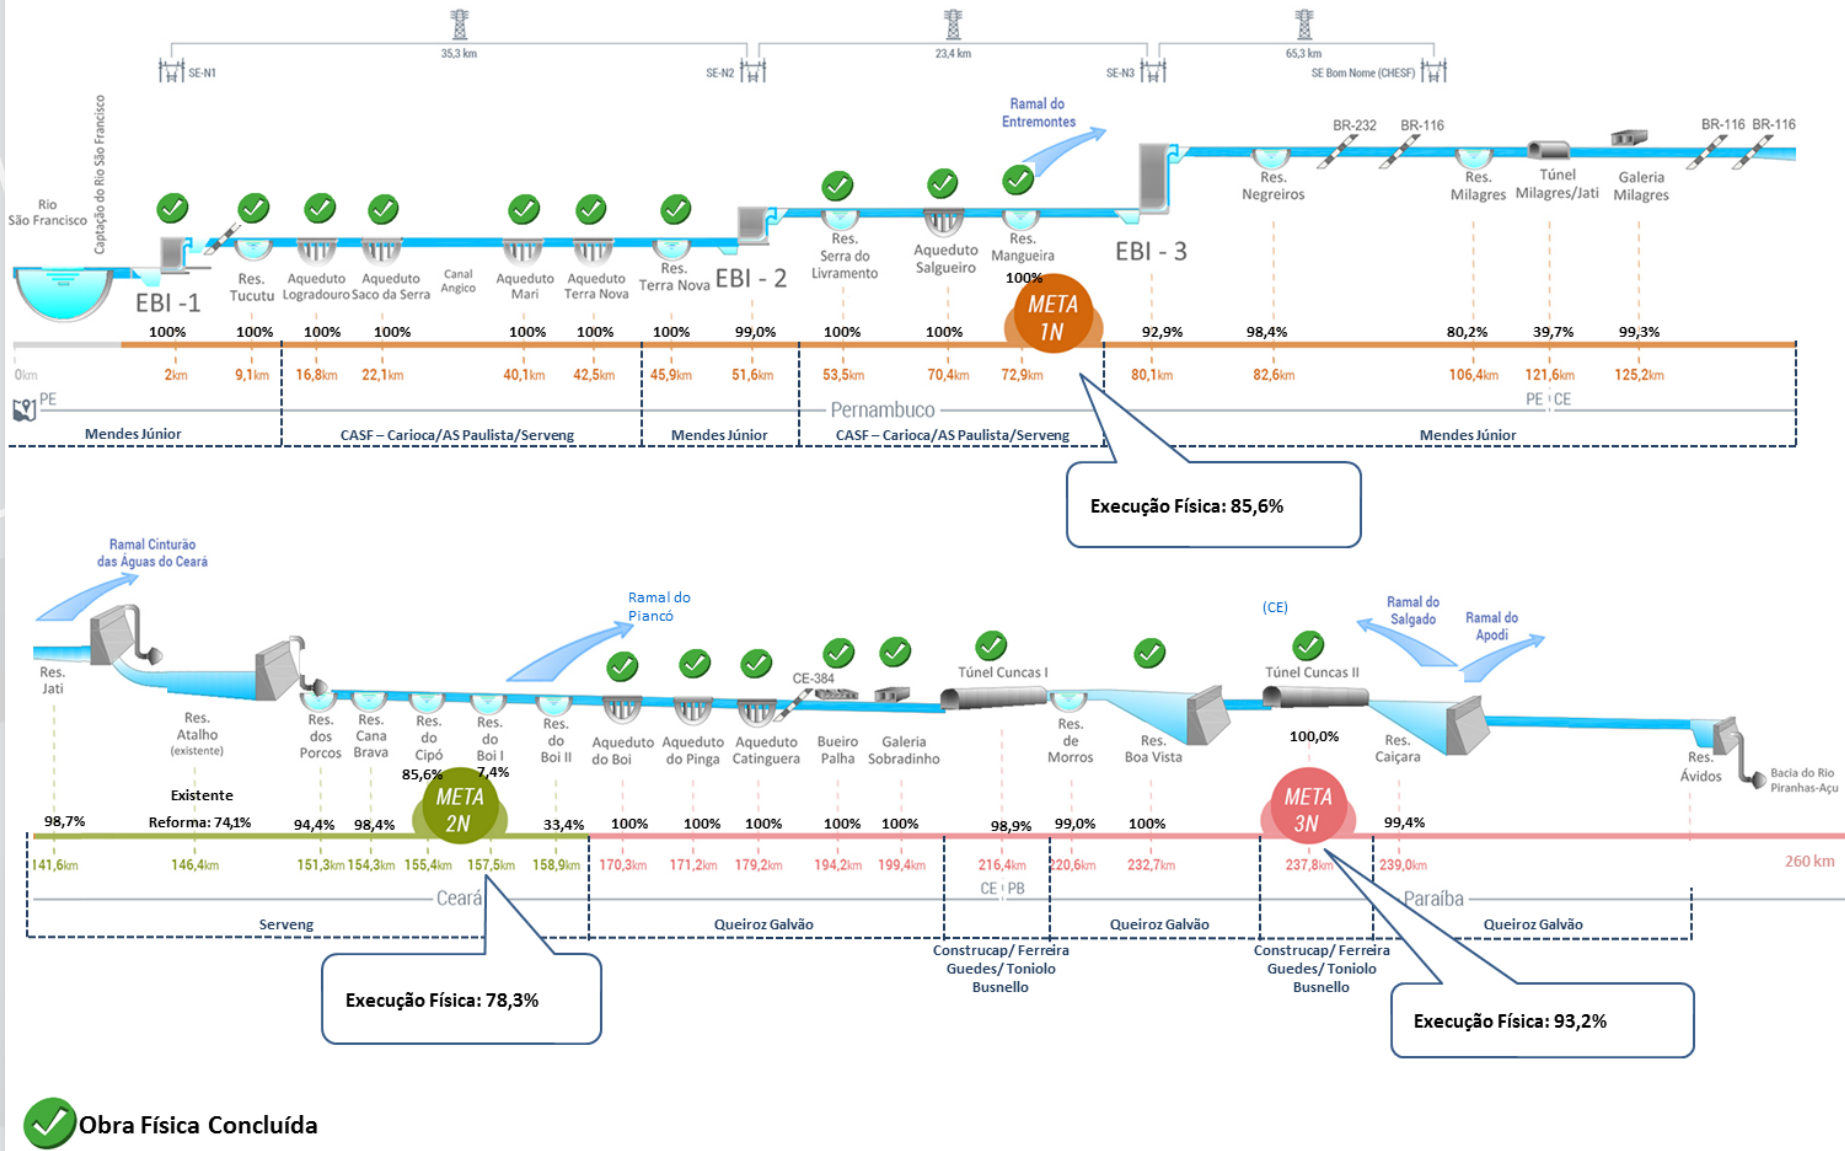 35,3 km
23,4 km
65,3 km
SE-N1
SE-N2
SE-N3
SE Bom Nome (CHESF)
Captação do Rio São Francisco
Rio
São Francisco
Ramal do
Entremontes
BR-232
BR-116
BR-116
BR-116
EBI -1
Res.
Tucutu
Aqueduto
Logradouro
Aqueduto
Saco da Serra
Canal
Angico
Aqueduto
Mari
Aqueduto
Terra Nova
Res.
Terra Nova
EBI - 2
Res.
Serra do
Livramento
Aqueduto
Salgueiro
Res.
Mangueira
EBI - 3
Res.
Negreiros
Res.
Milagres
Túnel
Milagres/Jati
Galeria
Milagres
100%
META
1N
100%
100%
100%
100%
100%
100%
100%
99,0%
100%
100%
92,9%
98,4%
80,2%
39,7%
99,3%
0km
2km
9,1km
16,8km
22,1km
40,1km
42,5km
45,9km
51,6km
53,5km
70,4km
72,9km
80,1km
82,6km
106,4km
121,6km
125,2km
PE
Pernambuco
PE CE
Mendes Júnior
CASF – Carioca/AS Paulista/Serveng
Mendes Júnior
CASF – Carioca/AS Paulista/Serveng
Mendes Júnior
Execução Física: 85,6%
Ramal Cinturão
das Águas do Ceará
Ramal do
Piancó
(CE)
Ramal do
Salgado
Ramal do
Apodi
Túnel Cuncas I
Túnel Cuncas II
CE-384
Res.
Jati
Res.
Atalho
(existente)
Res.
dos
Porcos
Res.
Cana
Brava
Res.
do
Cipó
Res.
do
Boi I
Res.
do
Boi II
Aqueduto
do Boi
Aqueduto
do Pinga
Aqueduto
Catinguera
Bueiro
Palha
Galeria
Sobradinho
Res.
de
Morros
Res.
Boa Vista
100,0%
Res.
Caiçara
Res.
Ávidos
Bacia do Rio
Piranhas-Açu
85,6%
7,4%
META
2N
META
3N
Existente
98,7%
Reforma: 74,1%
94,4%
98,4%
33,4%
100%
100%
100%
100%
100%
98,9%
99,0%
100%
99,4%
141,6km
146,4km
151,3km
154,3km
155,4km
157,5km
158,9km
170,3km
171,2km
179,2km
194,2km
199,4km
216,4km
220,6km
232,7km
237,8km
239,0km
260 km
Ceará
CE PB
Paraíba
Serveng
Queiroz Galvão
Queiroz Galvão
Queiroz Galvão
Construcap/ Ferreira
Guedes/ Toniolo
Busnello
Construcap/ Ferreira
Guedes/ Toniolo
Busnello
Execução Física: 78,3%
Execução Física: 93,2%
Obra Física Concluída